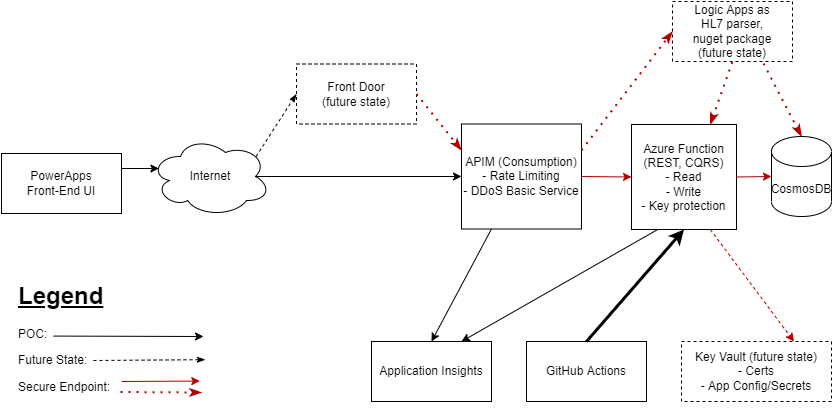 Logic Apps as
HL7 parser,
nuget package
(future state)
Front Door
(future state)
PowerApps
Front-End UI
Internet
APIM (Consumption)
- Rate Limiting
- DDoS Basic Service
Azure Function
(REST, CQRS)
- Read
- Write
- Key protection
CosmosDB
Legend
POC:
Future State:
Secure Endpoint:
Application Insights
GitHub Actions
Key Vault (future state)
- Certs
- App Config/Secrets